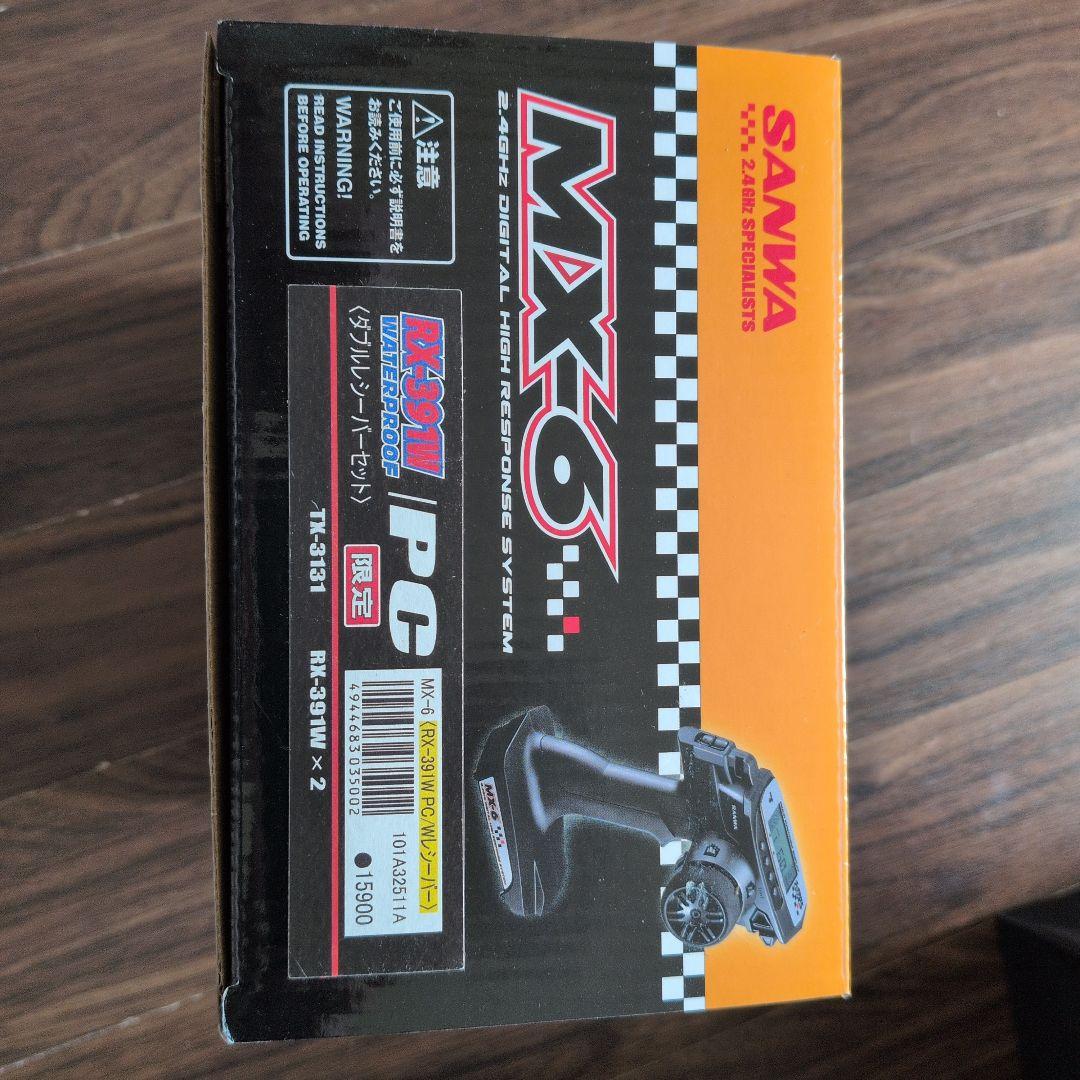 SANWA
2.4GHz SPECIALISTS
MX-6
2.4GHz DIGITAL HIGH RESPONSE SYSTEM
注意
ご使用前に必ず説明書を
お読みください。
WARNING!
READ INSTRUCTIONS
BEFORE OPERATING
RX-391W
WATERPROOF
/PC
〈ダブルレシーバーセット〉
限定
TX-3131 RX-391W × 2
MX-6〈RX-391W PC/Wレシーバー〉
4944683035002
101A32511A
●15900
SANWA
MX-6